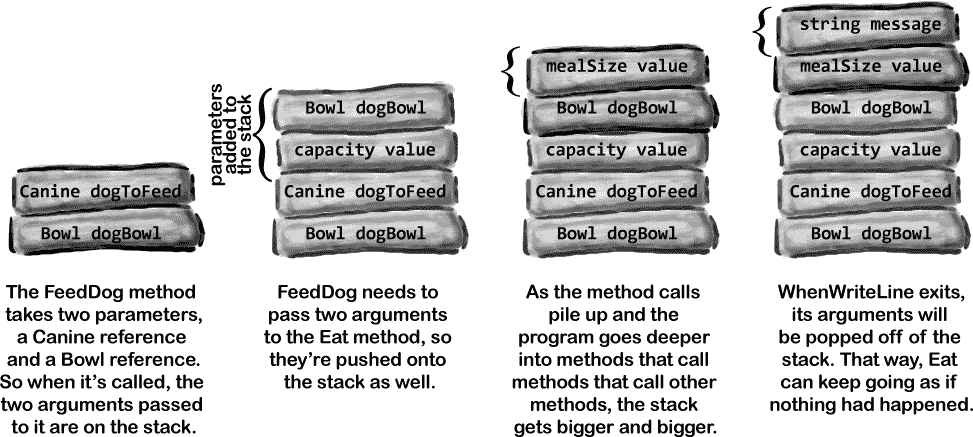 Canine dogToFeed
Bowl dogBowl
The FeedDog method
takes two parameters,
a Canine reference
and a Bowl reference.
So when it's called, the
two arguments passed
to it are on the stack.
parameters
added to
the stack
Bowl dogBowl
capacity value
Canine dogToFeed
Bowl dogBowl
FeedDog needs to
pass two arguments
to the Eat method, so
they're pushed onto
the stack as well.
mealSize value
Bowl dogBowl
capacity value
Canine dogToFeed
Bowl dogBowl
As the method calls
pile up and the
program goes deeper
into methods that call
methods that call other
methods, the stack
gets bigger and bigger.
string message
mealSize value
Bowl dogBowl
capacity value
Canine dogToFeed
Bowl dogBowl
WhenWriteLine exits,
its arguments will
be popped off of the
stack. That way, Eat
can keep going as if
nothing had happened.